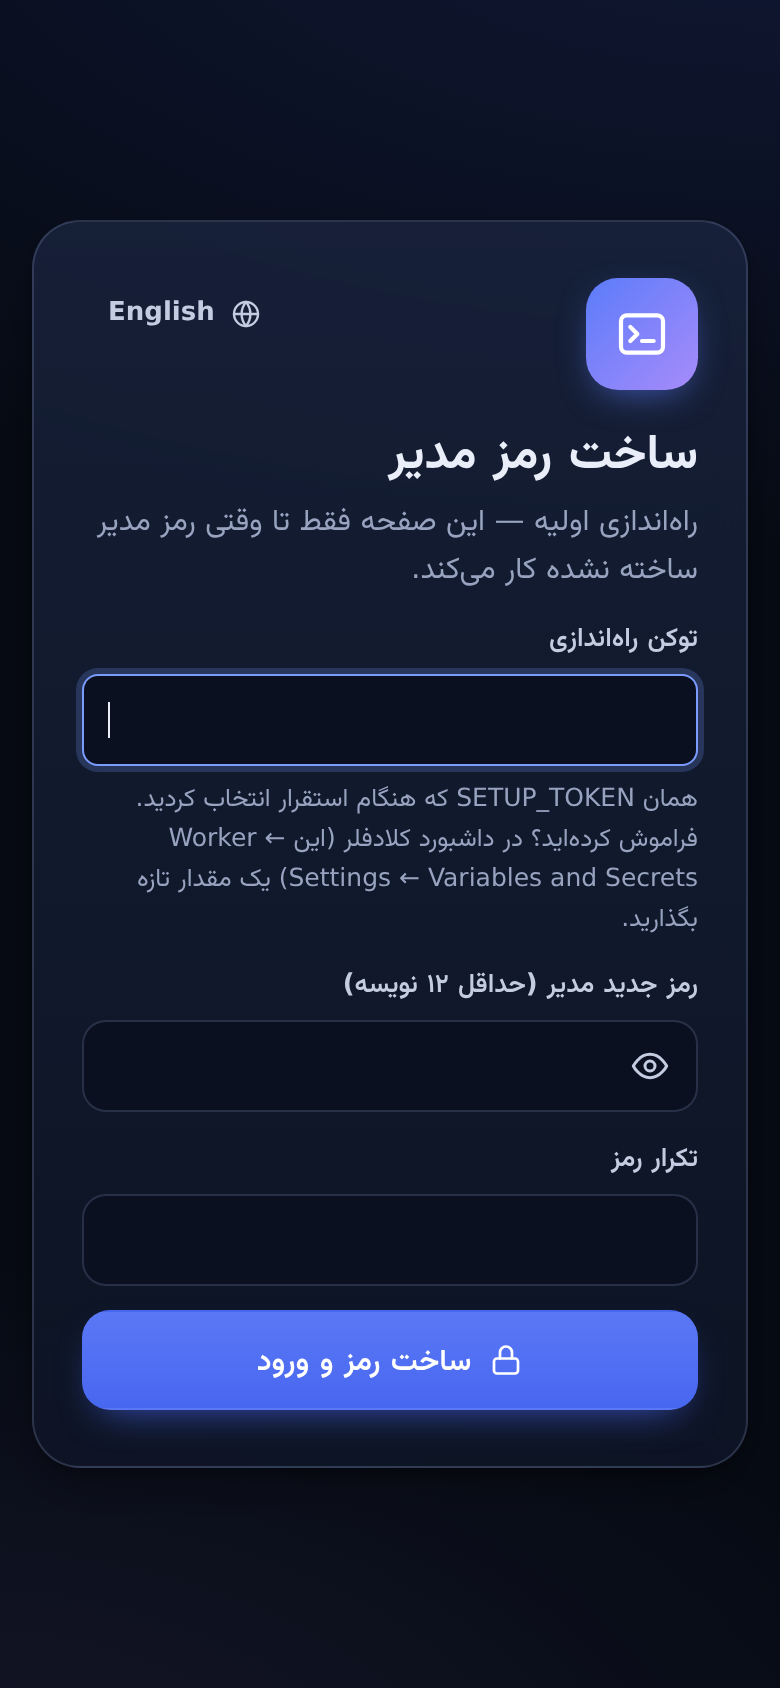 English
ساخت رمز مدیر
راه‌اندازی اولیه — این صفحه فقط تا وقتی رمز مدیر
ساخته نشده کار می‌کند.
توکن راه‌اندازی
همان SETUP_TOKEN که هنگام استقرار انتخاب کردید.
فراموش کرده‌اید؟ در داشبورد کلادفلر (این Worker ←
Settings ← Variables and Secrets) یک مقدار تازه
بگذارید.
رمز جدید مدیر (حداقل ۱۲ نویسه)
تکرار رمز
ساخت رمز و ورود